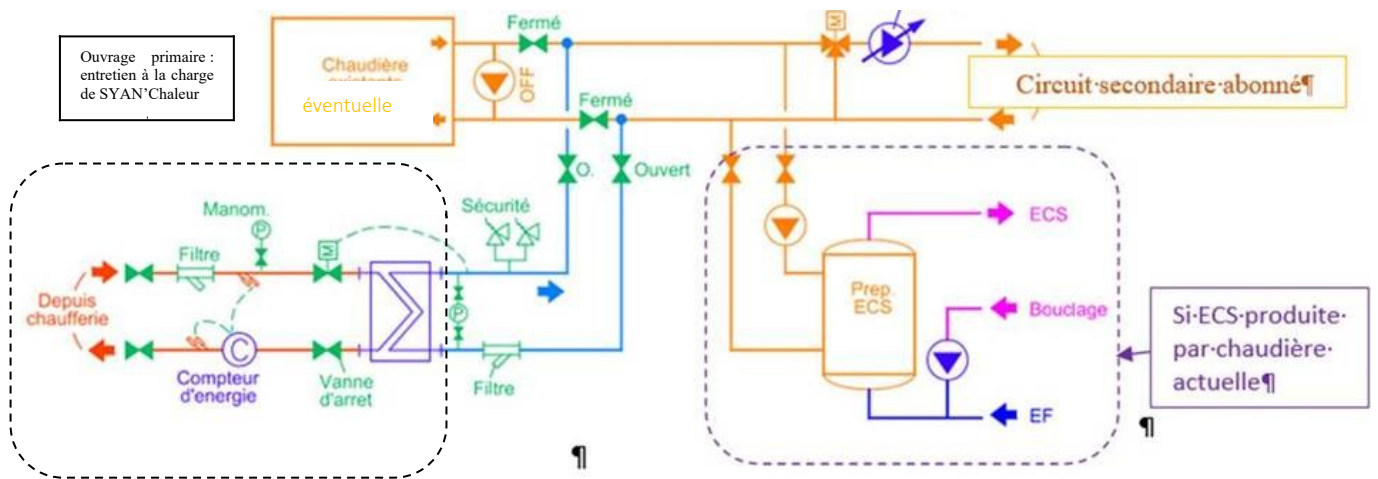 Ouvrage primaire :
entretien à la charge
de SYAN'Chaleur
Chaudière
existante
éventuelle
OFF
Fermé
Fermé
M
Circuit·secondaire·abonné¶
O.
Ouvert
Manom.
P
Filtre
M
Sécurité
Depuis
chaufferie
P
C
Compteur
d'energie
Vanne
d'arret
Filtre
Prep.
ECS
ECS
Bouclage
EF
Si·ECS·produite·
par·chaudière·
actuelle¶
¶
¶